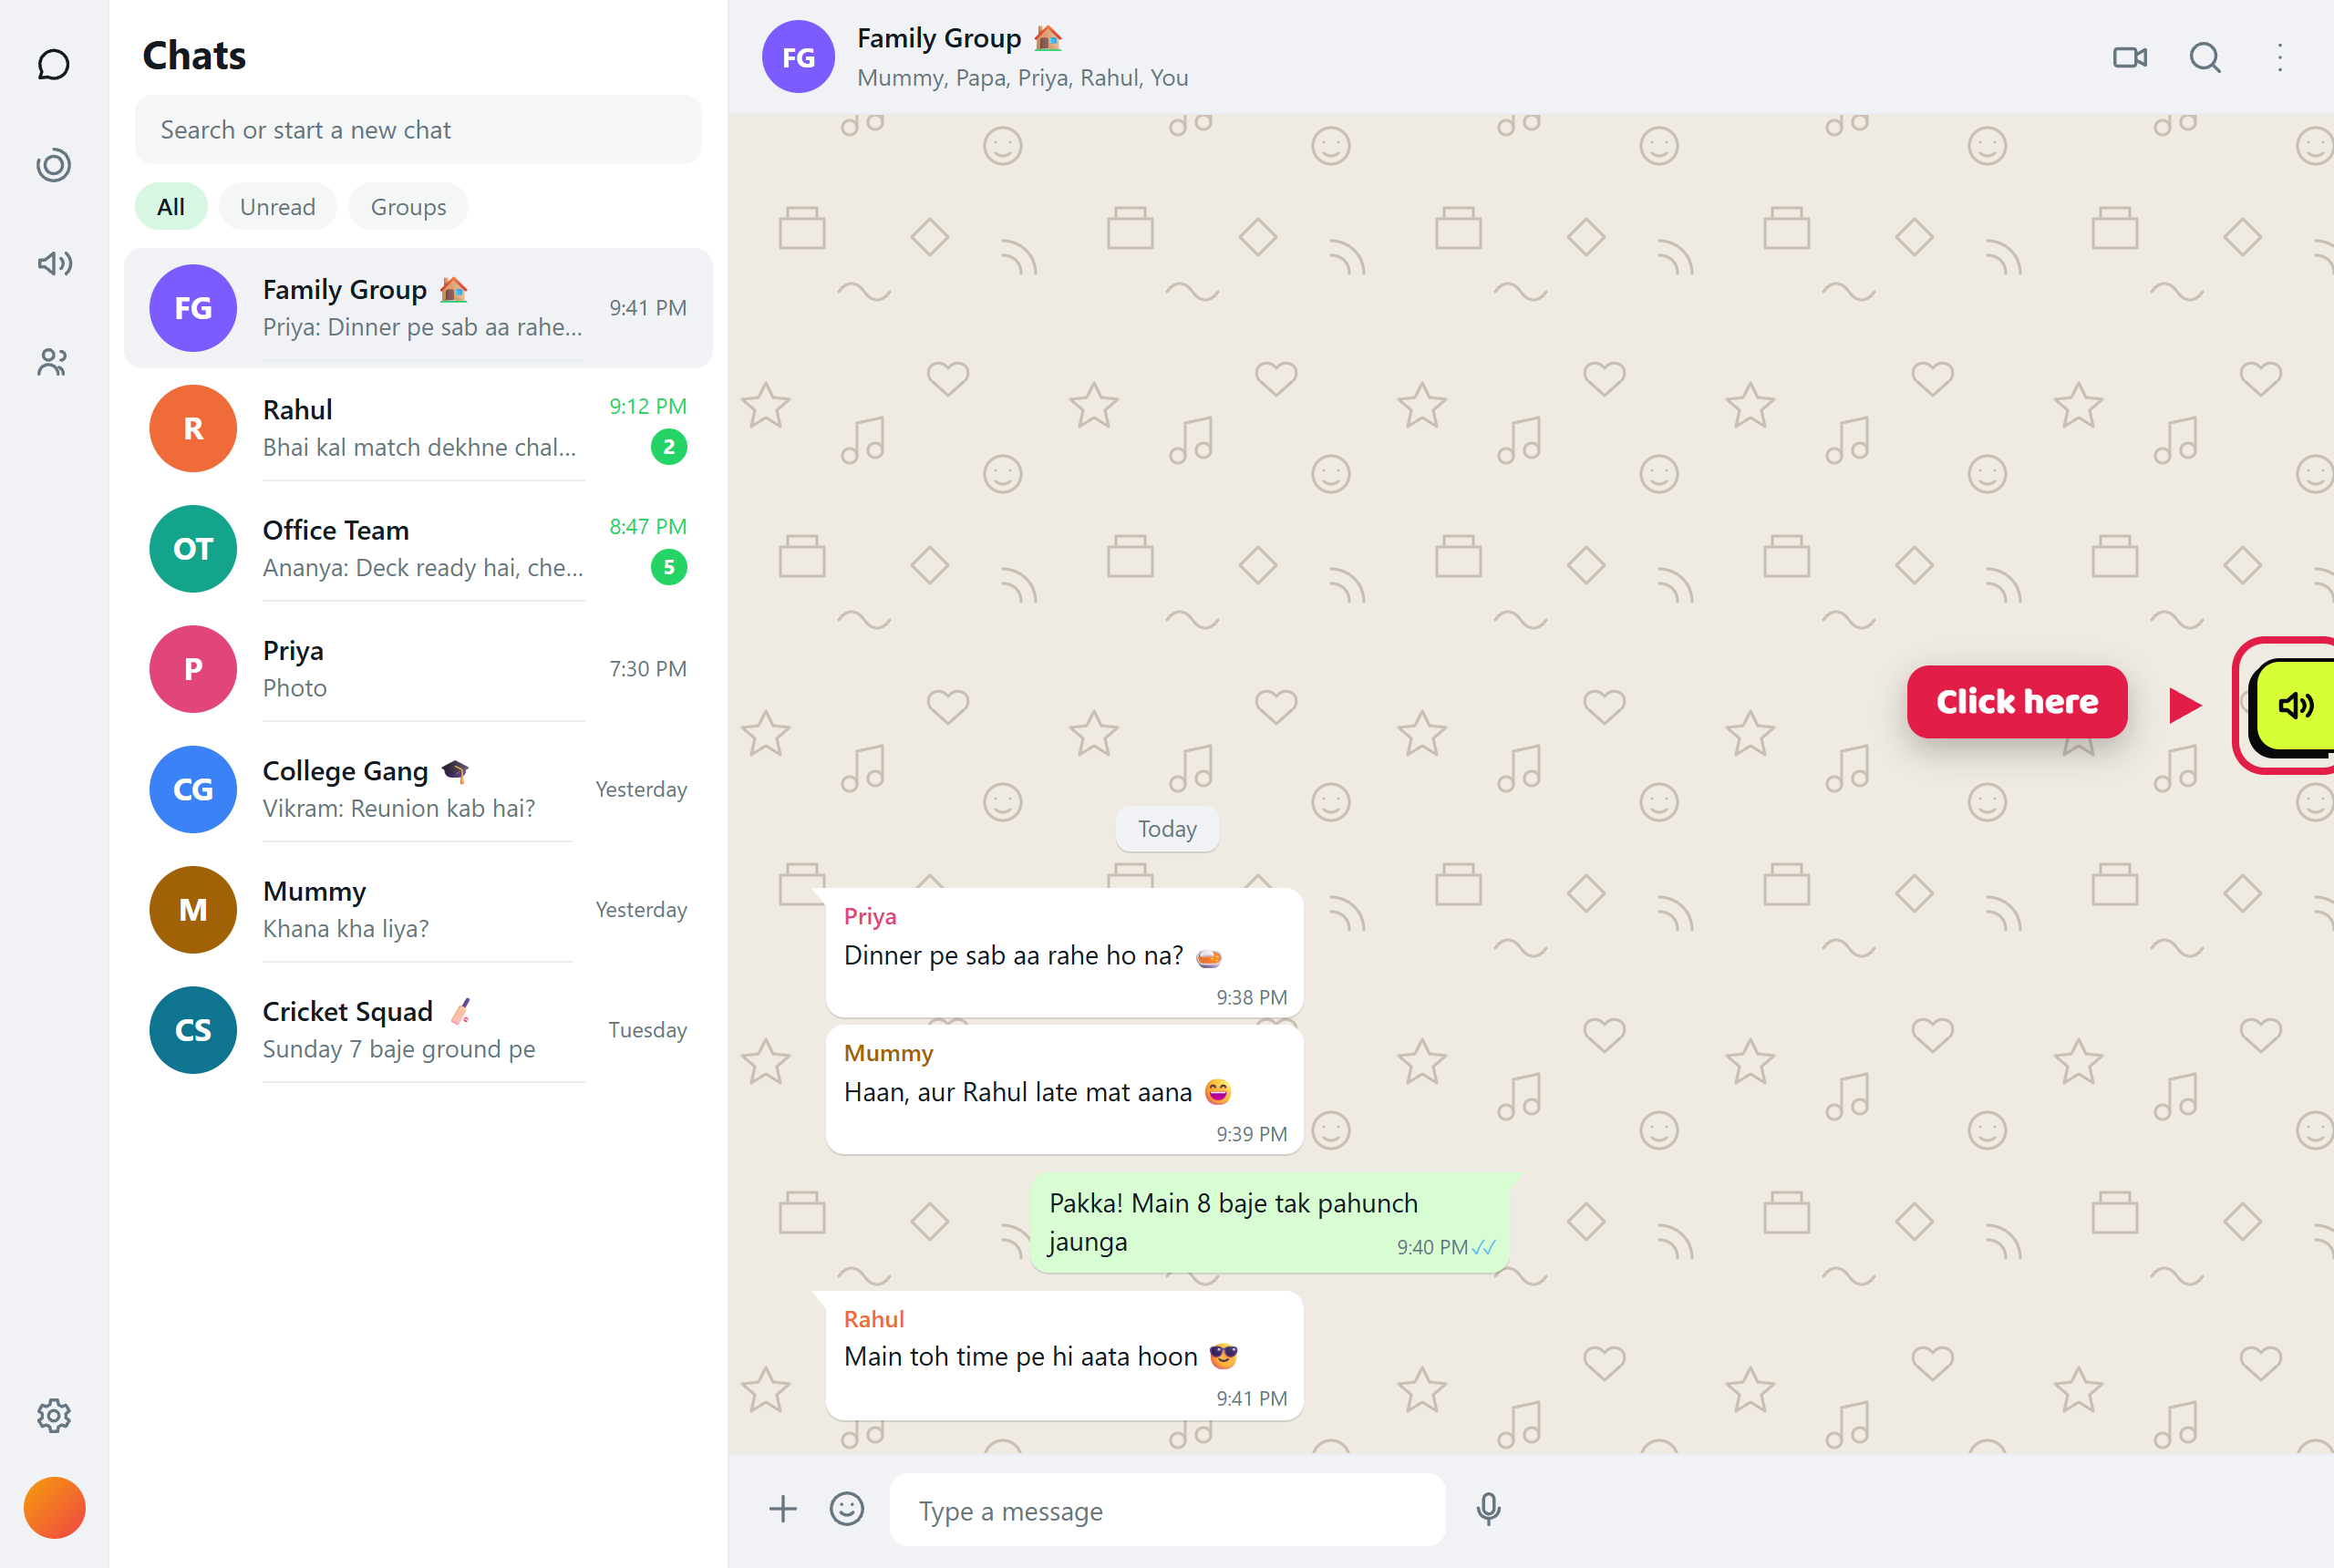 Chats
Search or start a new chat
All
Unread
Groups
FG
Family Group 🏠
9:41 PM
Priya: Dinner pe sab aa rahe...
R
Rahul
9:12 PM
Bhai kal match dekhne chal...
2
OT
Office Team
8:47 PM
Ananya: Deck ready hai, che...
5
P
Priya
7:30 PM
Photo
CG
College Gang 🎓
Yesterday
Vikram: Reunion kab hai?
M
Mummy
Yesterday
Khana kha liya?
CS
Cricket Squad 🏏
Tuesday
Sunday 7 baje ground pe
FG
Family Group 🏠
Mummy, Papa, Priya, Rahul, You
Click here
Today
Priya
Dinner pe sab aa rahe ho na? 🍛
9:38 PM
Mummy
Haan, aur Rahul late mat aana 😄
9:39 PM
Pakka! Main 8 baje tak pahunch
jaunga
9:40 PM
Rahul
Main toh time pe hi aata hoon 😎
9:41 PM
Type a message